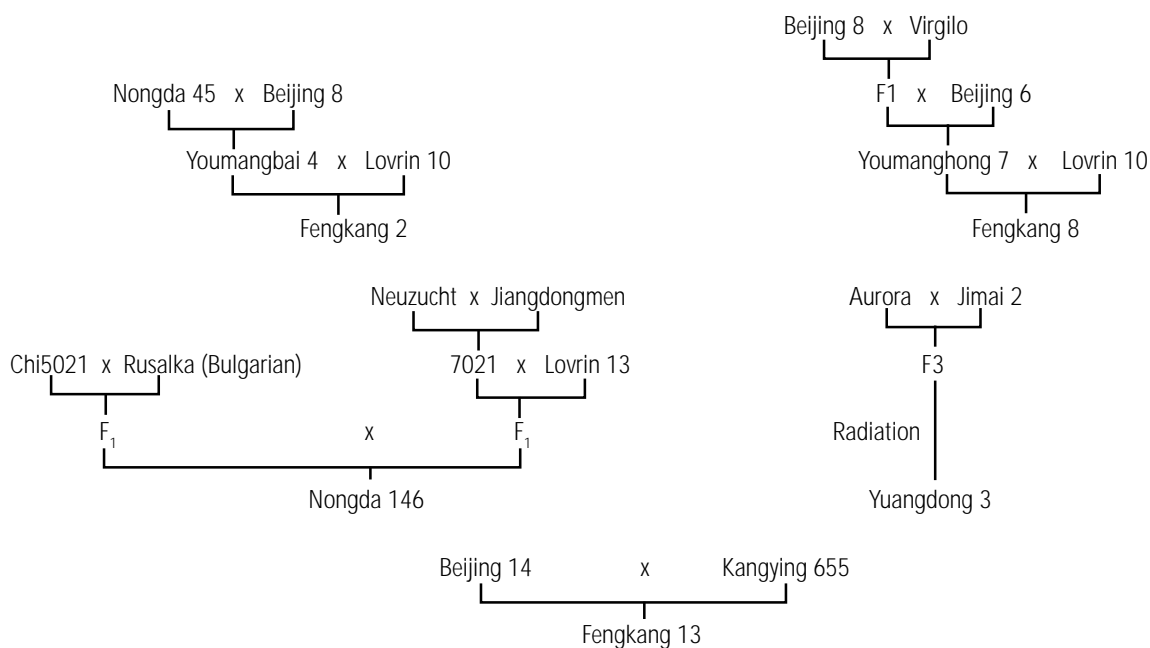 Beijing 8 x Virgilo
Nongda 45 x Beijing 8
F1 x Beijing 6
Youmangbai 4 x Lovrin 10
Youmanghong 7 x Lovrin 10
Fengkang 2
Fengkang 8
Neuzucht x Jiangdongmen
Aurora x Jimai 2
Chi5021 x Rusalka (Bulgarian)
7021 x Lovrin 13
F3
F₁ x F₁
Radiation
Nongda 146
Yuangdong 3
Beijing 14 x Kangying 655
Fengkang 13